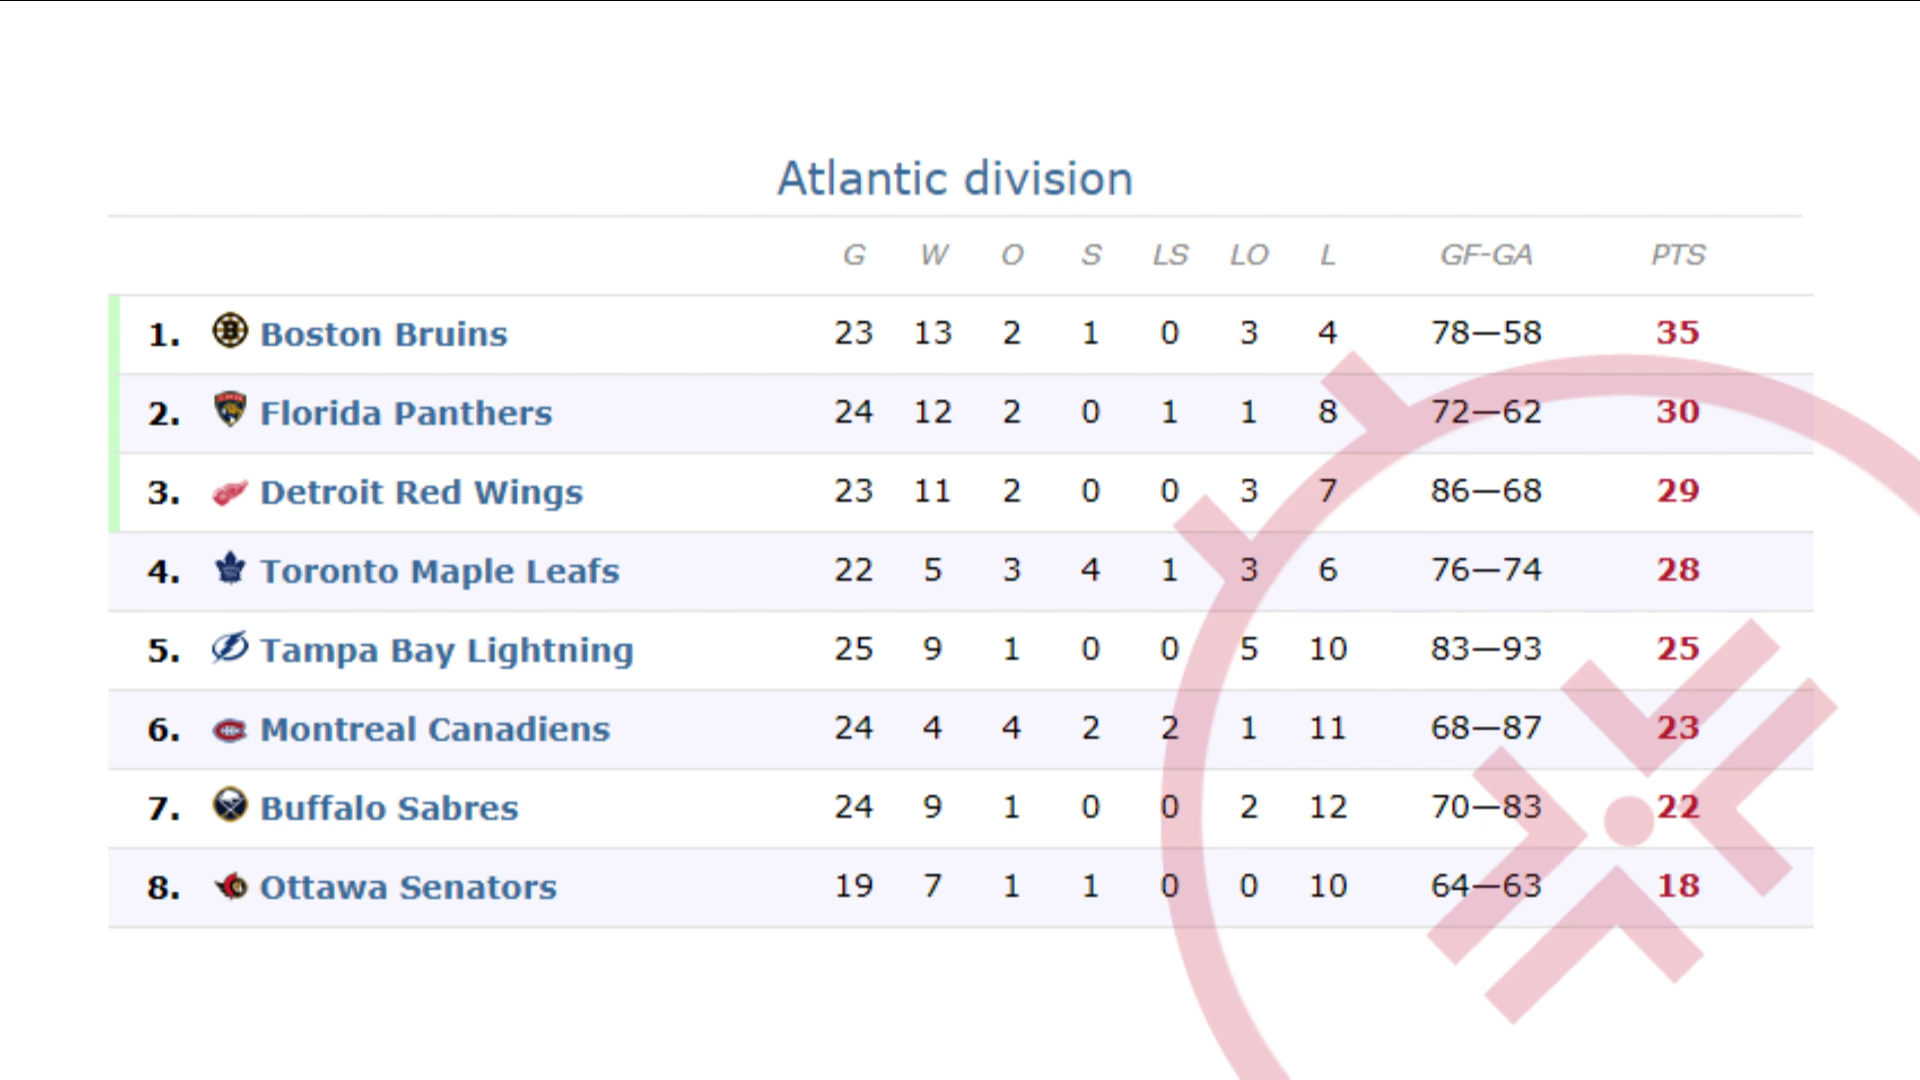 Atlantic division
G W O S LS LO L GF-GA PTS
1. Boston Bruins 23 13 2 1 0 3 4 78—58 35
2. Florida Panthers 24 12 2 0 1 1 8 72—62 30
3. Detroit Red Wings 23 11 2 0 0 3 7 86—68 29
4. Toronto Maple Leafs 22 5 3 4 1 3 6 76—74 28
5. Tampa Bay Lightning 25 9 1 0 0 5 10 83—93 25
6. Montreal Canadiens 24 4 4 2 2 1 11 68—87 23
7. Buffalo Sabres 24 9 1 0 0 2 12 70—83 22
8. Ottawa Senators 19 7 1 1 0 0 10 64—63 18